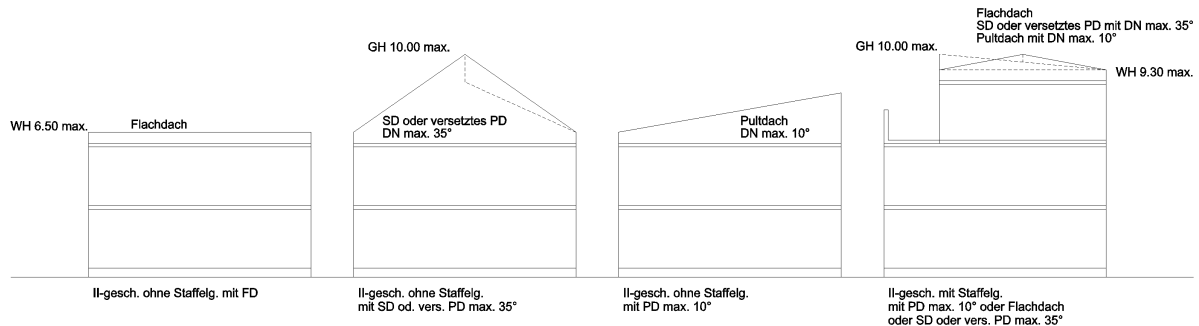 WH 6.50 max.
Flachdach
II-gesch. ohne Staffelg. mit FD
GH 10.00 max.
SD oder versetztes PD
DN max. 35°
II-gesch. ohne Staffelg.
mit SD od. vers. PD max. 35°
Pultdach
DN max. 10°
II-gesch. ohne Staffelg.
mit PD max. 10°
Flachdach
SD oder versetztes PD mit DN max. 35°
Pultdach mit DN max. 10°
GH 10.00 max.
WH 9.30 max.
II-gesch. mit Staffelg.
mit PD max. 10° oder Flachdach
oder SD oder vers. PD max. 35°